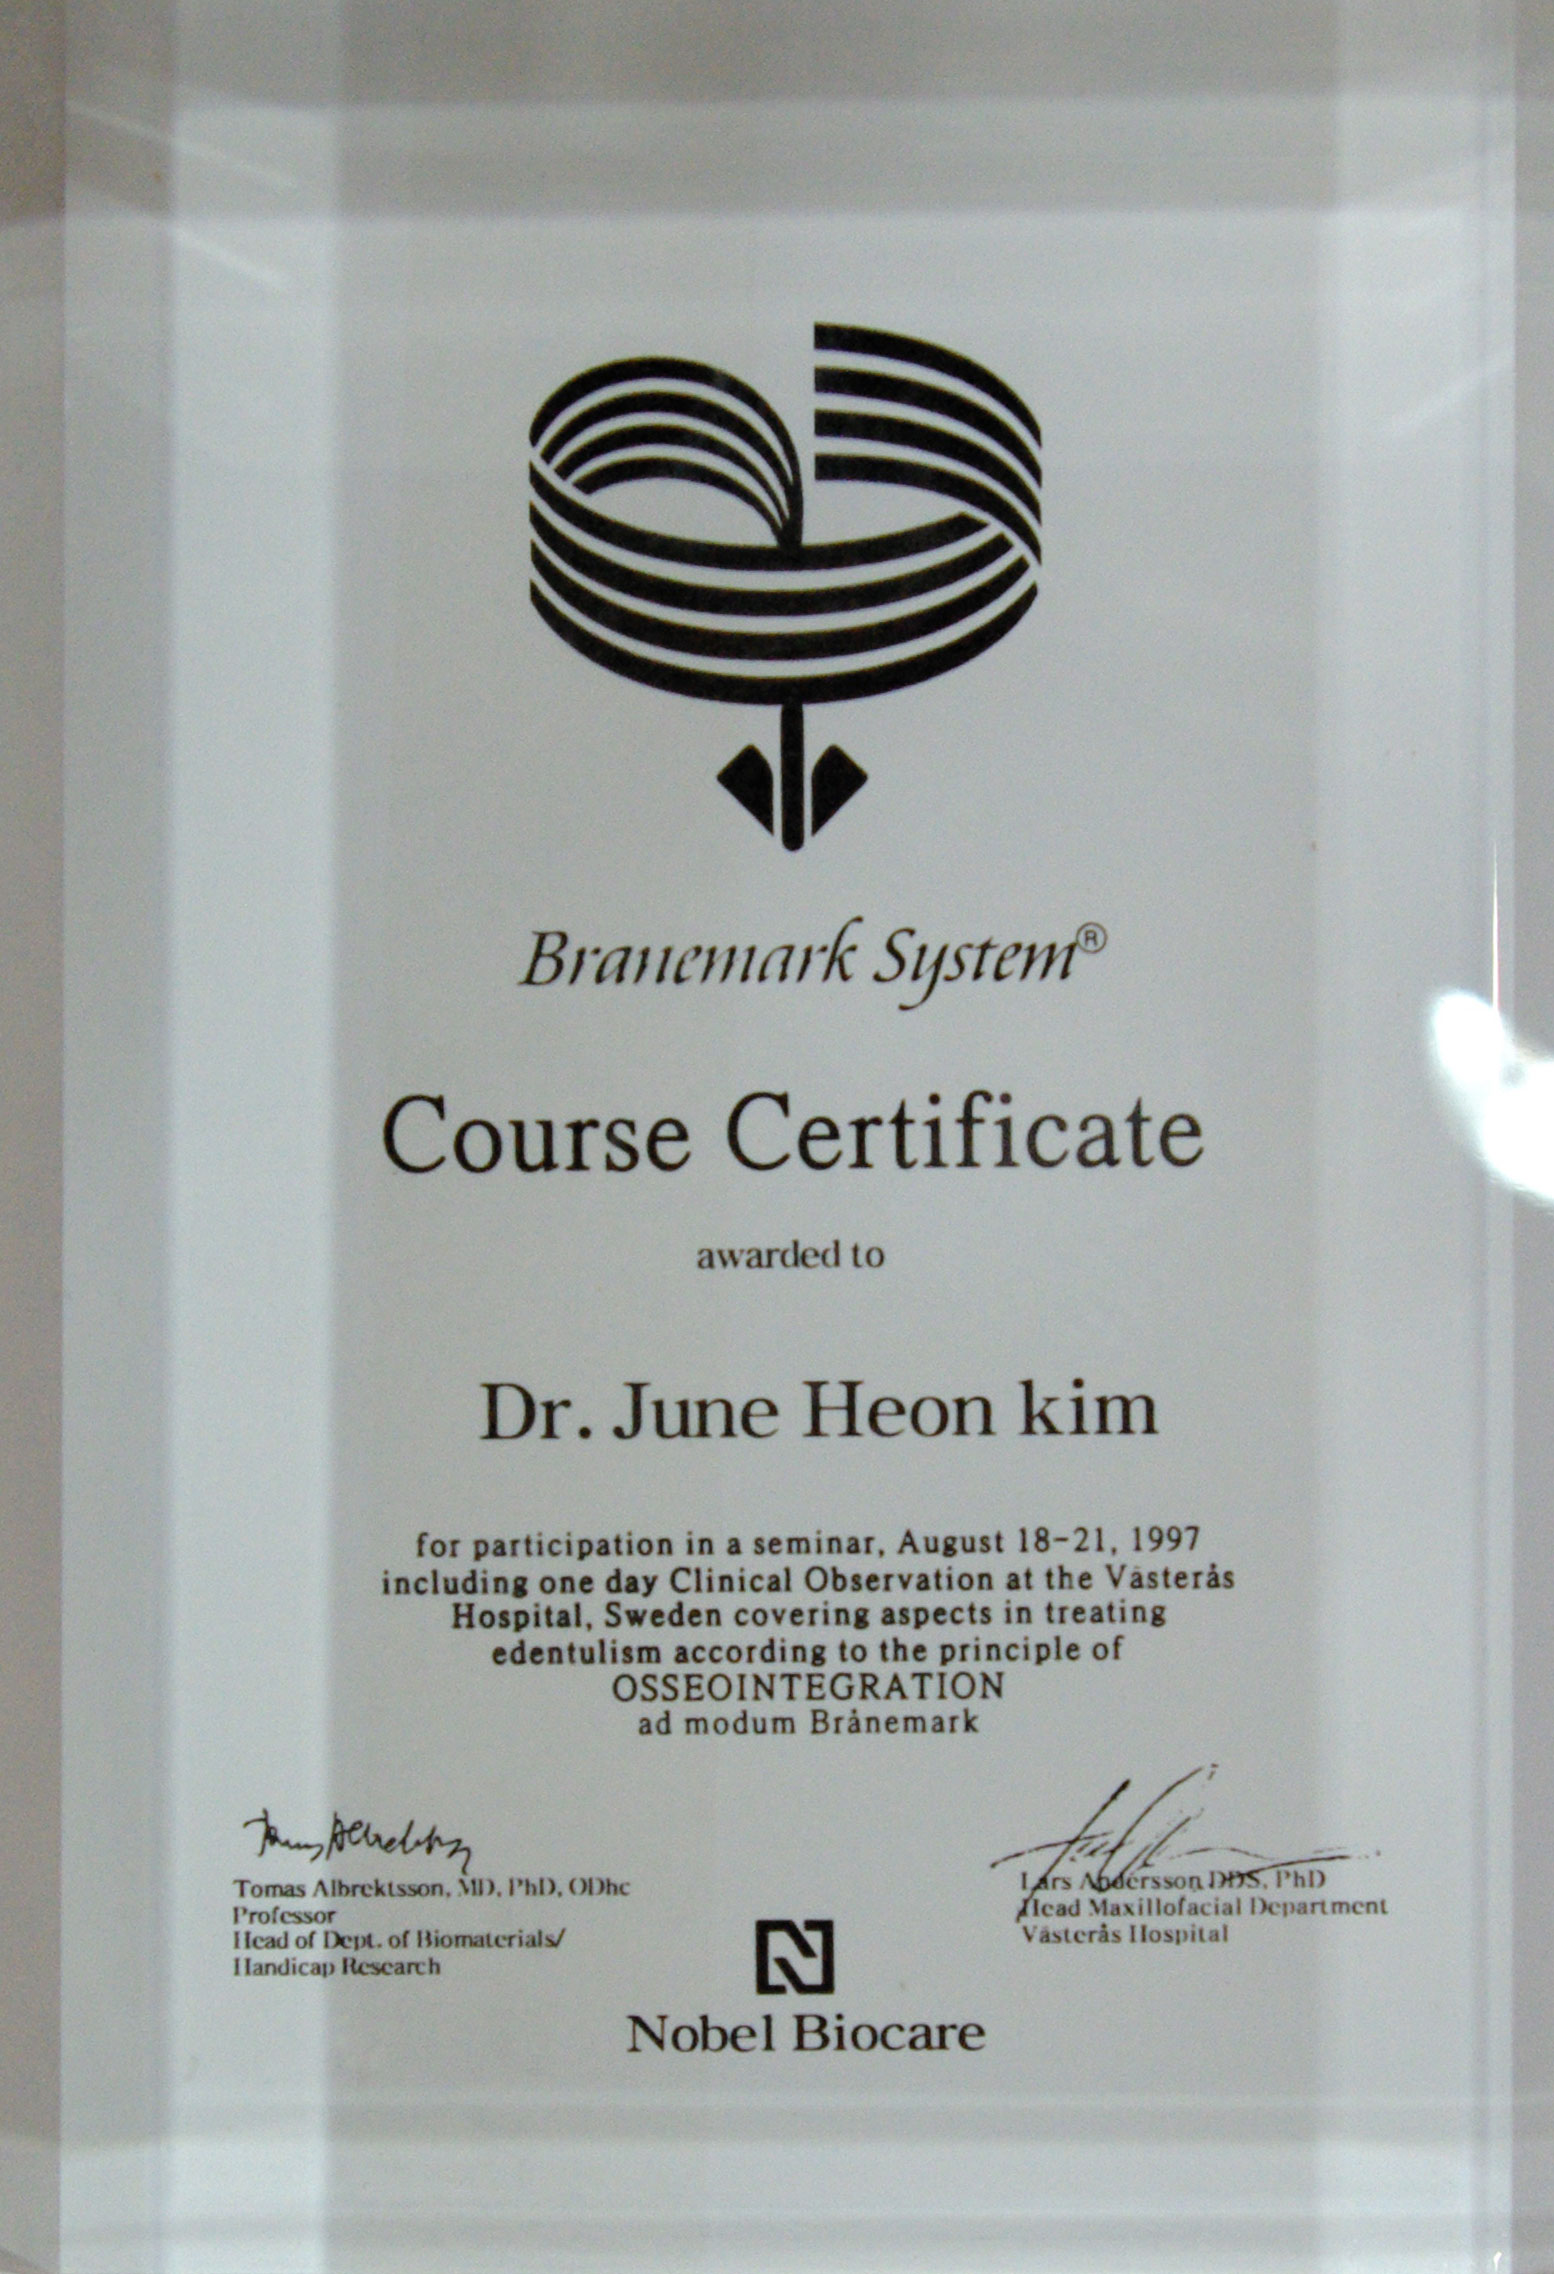 Branemark System®
Course Certificate
awarded to
Dr. June Heon kim
for participation in a seminar, August 18-21, 1997
including one day Clinical Observation at the Västerås
Hospital, Sweden covering aspects in treating
edentulism according to the principle of
OSSEOINTEGRATION
ad modum Brånemark
Tomas Albrektsson, MD, PhD, ODhc
Professor
Head of Dept. of Biomaterials/
Handicap Research
Lars Andersson DDS, PhD
Head Maxillofacial Department
Västerås Hospital
Nobel Biocare